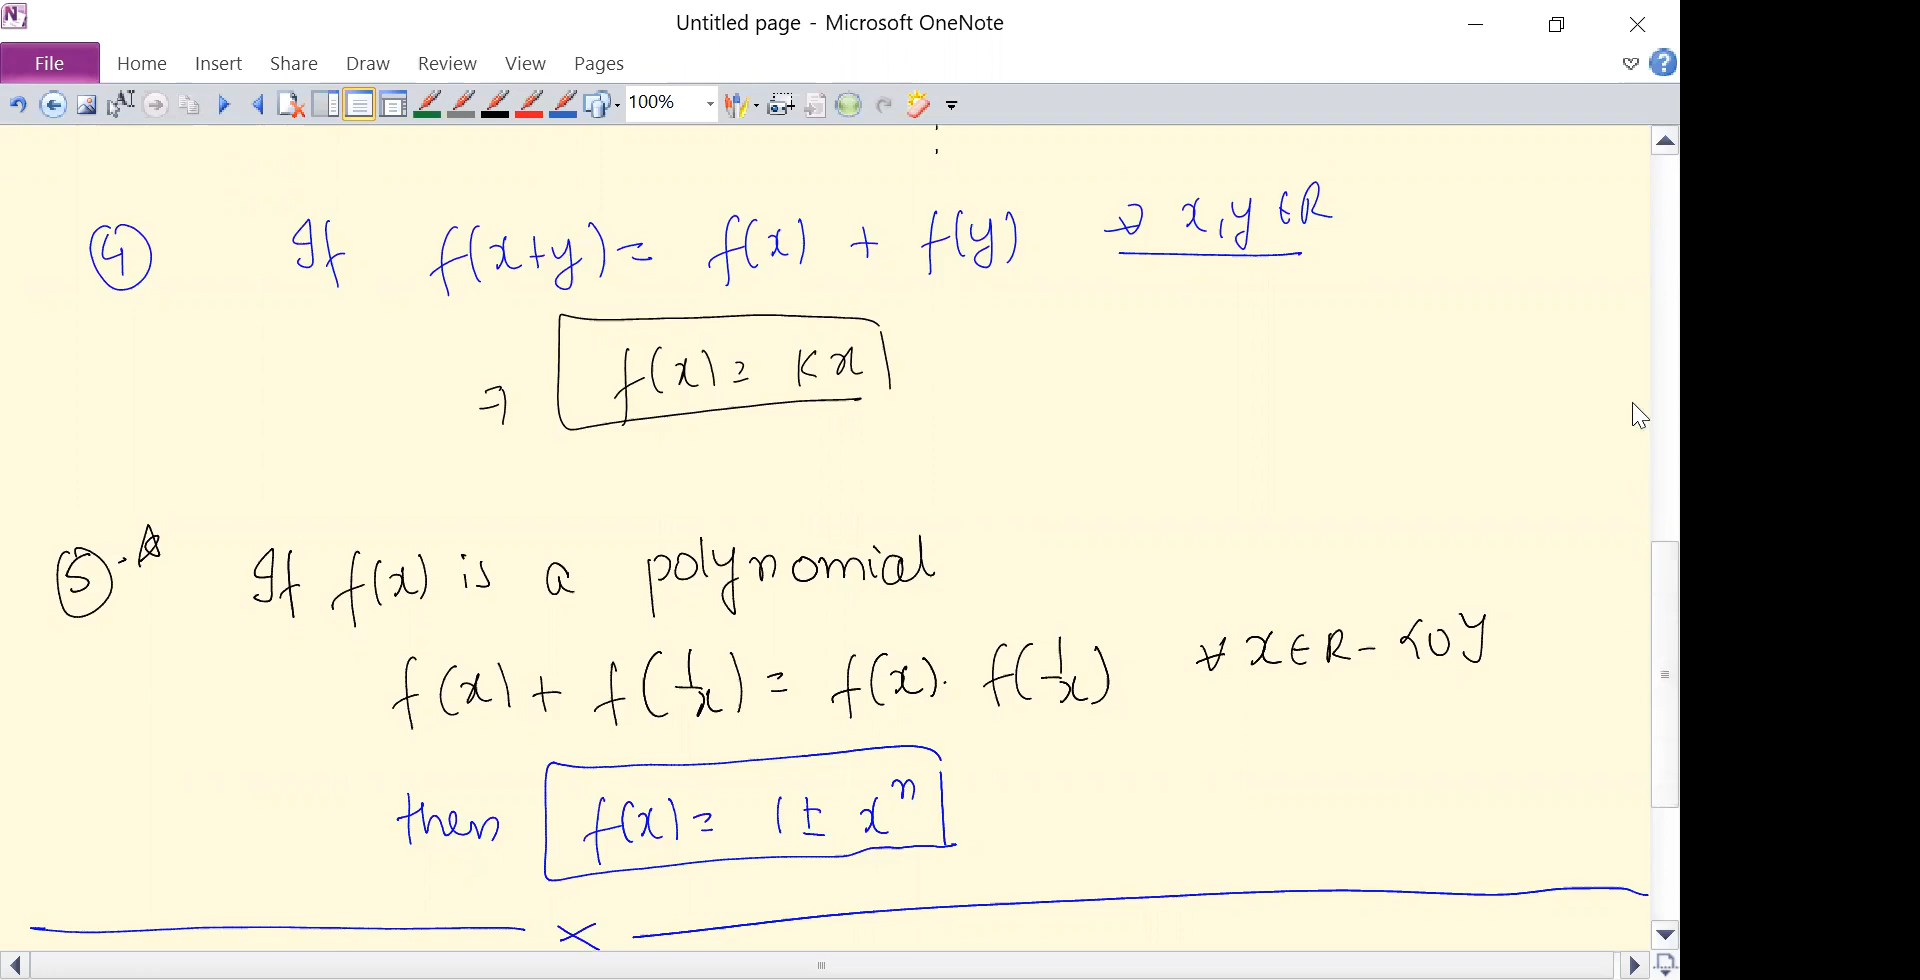 Untitled page - Microsoft OneNote
File Home Insert Share Draw Review View Pages
100%
④ If f(x+y) = f(x) + f(y) ∀ x,y ∈ R
⇒ f(x) = Kx
⑤ ☆ If f(x) is a polynomial
f(x) + f(1/x) = f(x) · f(1/x) ∀ x ∈ R - {0}
then f(x) = 1 ± xⁿ